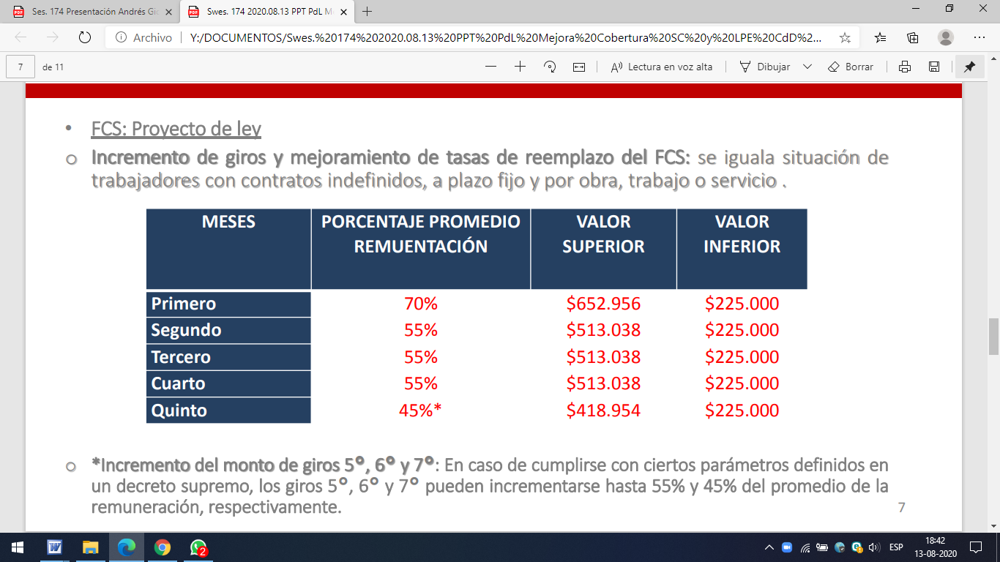 Ses. 174 Presentación Andrés Gio
Swes. 174 2020.08.13 PPT PdL M
Archivo
Y:/DOCUMENTOS/Swes.%20174%202020.08.13%20PPT%20PdL%20Mejora%20Cobertura%20SC%20y%20LPE%20CdD%2...
7 de 11
Lectura en voz alta
Dibujar
Borrar
• FCS: Proyecto de ley
o Incremento de giros y mejoramiento de tasas de reemplazo del FCS: se iguala situación de
trabajadores con contratos indefinidos, a plazo fijo y por obra, trabajo o servicio .
MESES PORCENTAJE PROMEDIO REMUENTACIÓN VALOR SUPERIOR VALOR INFERIOR
Primero 70% $652.956 $225.000
Segundo 55% $513.038 $225.000
Tercero 55% $513.038 $225.000
Cuarto 55% $513.038 $225.000
Quinto 45%* $418.954 $225.000
o *Incremento del monto de giros 5°, 6° y 7°: En caso de cumplirse con ciertos parámetros definidos en
un decreto supremo, los giros 5°, 6° y 7° pueden incrementarse hasta 55% y 45% del promedio de la
remuneración, respectivamente.
7
2
ESP
18:42
13-08-2020